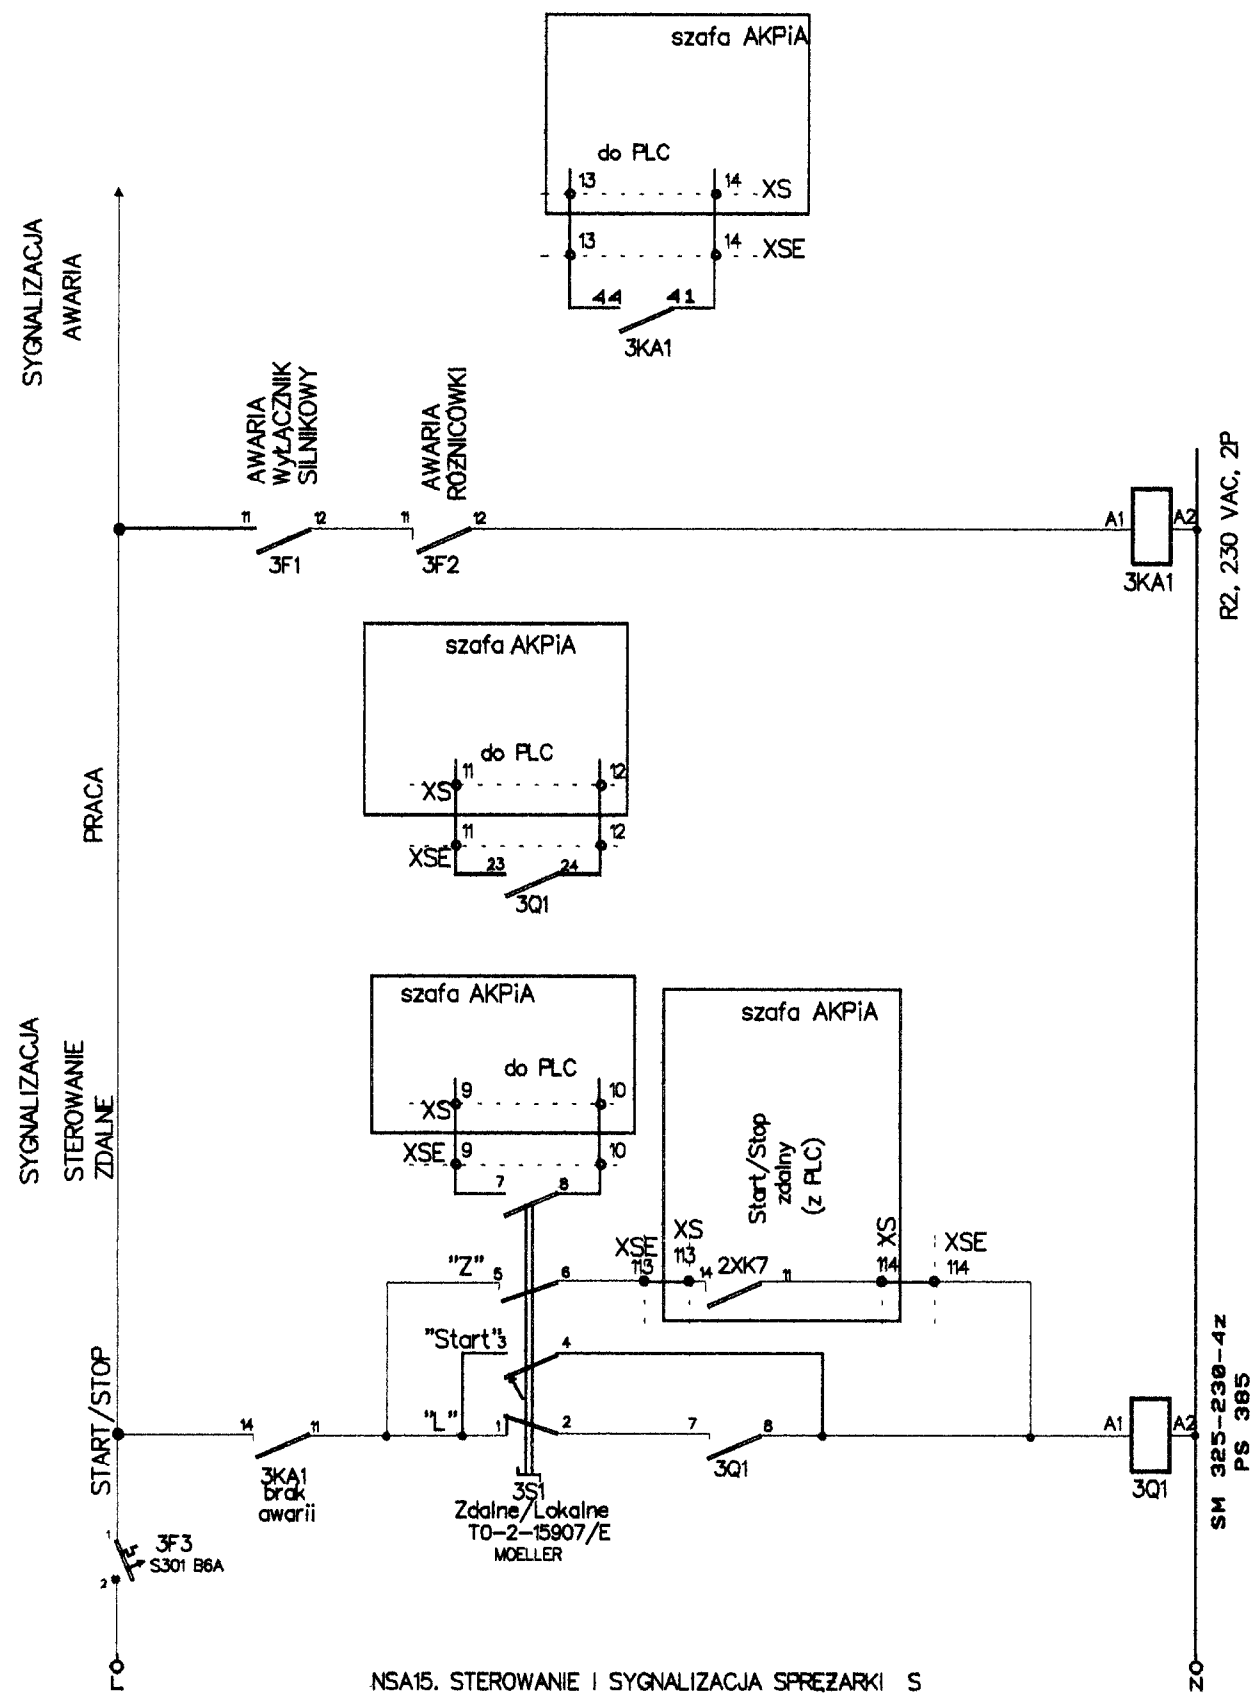 szafa AKPiA
do PLC
13
14
XS
13
14
XSE
44
41
3KA1
SYGNALIZACJA
AWARIA
AWARIA
WyŁĄCZNIK
SILNIKOWY
AWARIA
RÓŻNICÓWKI
11
12
11
12
3F1
3F2
A1
A2
3KA1
R2, 230 VAC, 2P
szafa AKPiA
do PLC
11
12
XS
11
12
XSE
23
24
3Q1
PRACA
SYGNALIZACJA
STEROWANIE
ZDALNE
szafa AKPiA
do PLC
9
10
XS
XSE
9
10
7
8
szafa AKPiA
Start/Stop
zdalny
(z PLC)
"Z"
5
6
XSE
113
XS
113
14
2XK7
11
XS
114
XSE
114
"Start"
3
4
START/STOP
14
11
3KA1
brak
awarii
"L"
1
2
7
8
3Q1
3S1
Zdalne/Lokalne
T0-2-15907/E
MOELLER
A1
A2
3Q1
SM 325-230-4z
PS 385
1
2
3F3
S301 B6A
L
N
NSA15. STEROWANIE I SYGNALIZACJA SPRĘŻARKI S